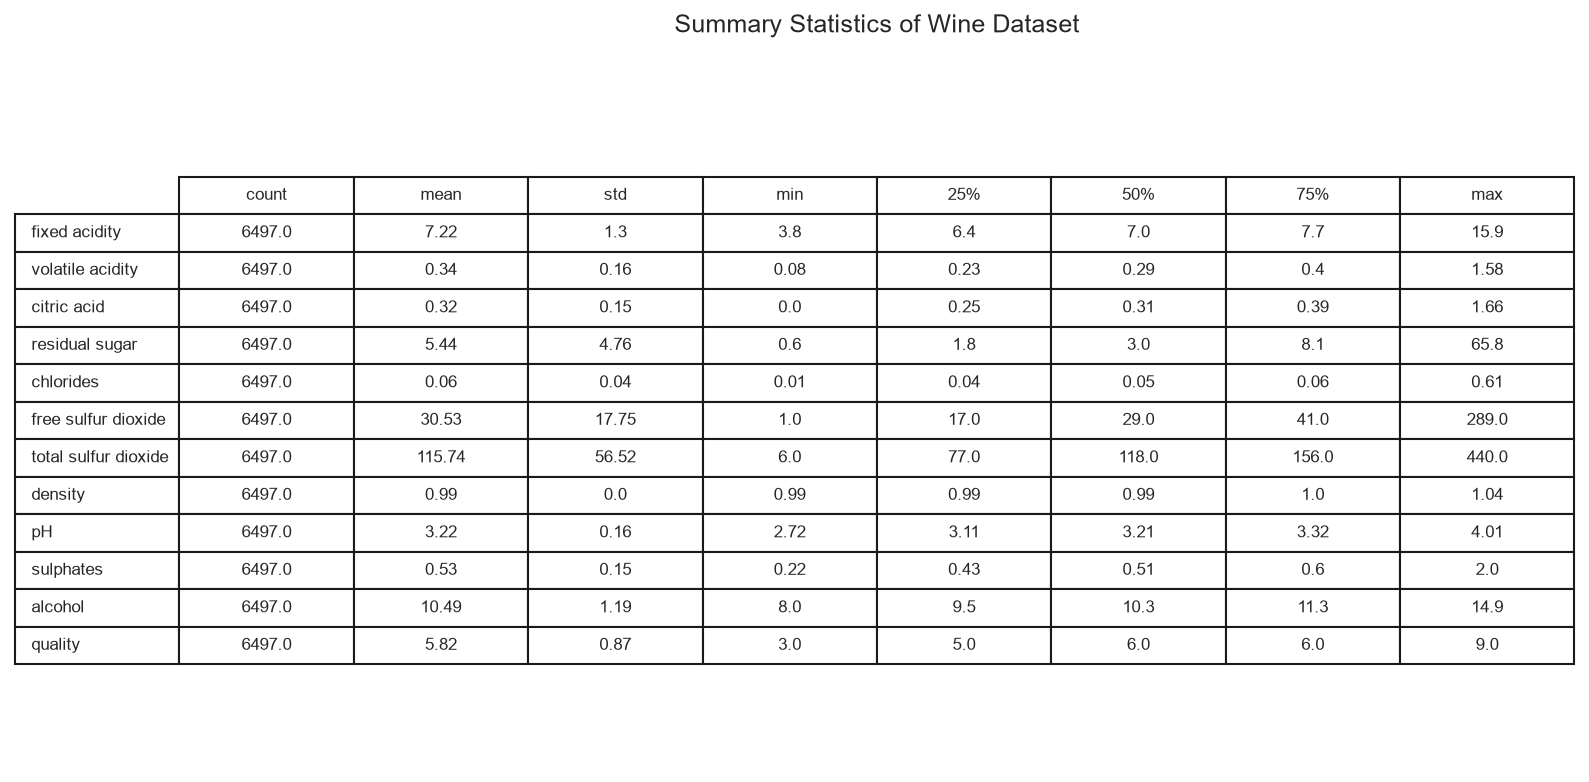 Summary Statistics of Wine Dataset
count mean std min 25% 50% 75% max
fixed acidity 6497.0 7.22 1.3 3.8 6.4 7.0 7.7 15.9
volatile acidity 6497.0 0.34 0.16 0.08 0.23 0.29 0.4 1.58
citric acid 6497.0 0.32 0.15 0.0 0.25 0.31 0.39 1.66
residual sugar 6497.0 5.44 4.76 0.6 1.8 3.0 8.1 65.8
chlorides 6497.0 0.06 0.04 0.01 0.04 0.05 0.06 0.61
free sulfur dioxide 6497.0 30.53 17.75 1.0 17.0 29.0 41.0 289.0
total sulfur dioxide 6497.0 115.74 56.52 6.0 77.0 118.0 156.0 440.0
density 6497.0 0.99 0.0 0.99 0.99 0.99 1.0 1.04
pH 6497.0 3.22 0.16 2.72 3.11 3.21 3.32 4.01
sulphates 6497.0 0.53 0.15 0.22 0.43 0.51 0.6 2.0
alcohol 6497.0 10.49 1.19 8.0 9.5 10.3 11.3 14.9
quality 6497.0 5.82 0.87 3.0 5.0 6.0 6.0 9.0